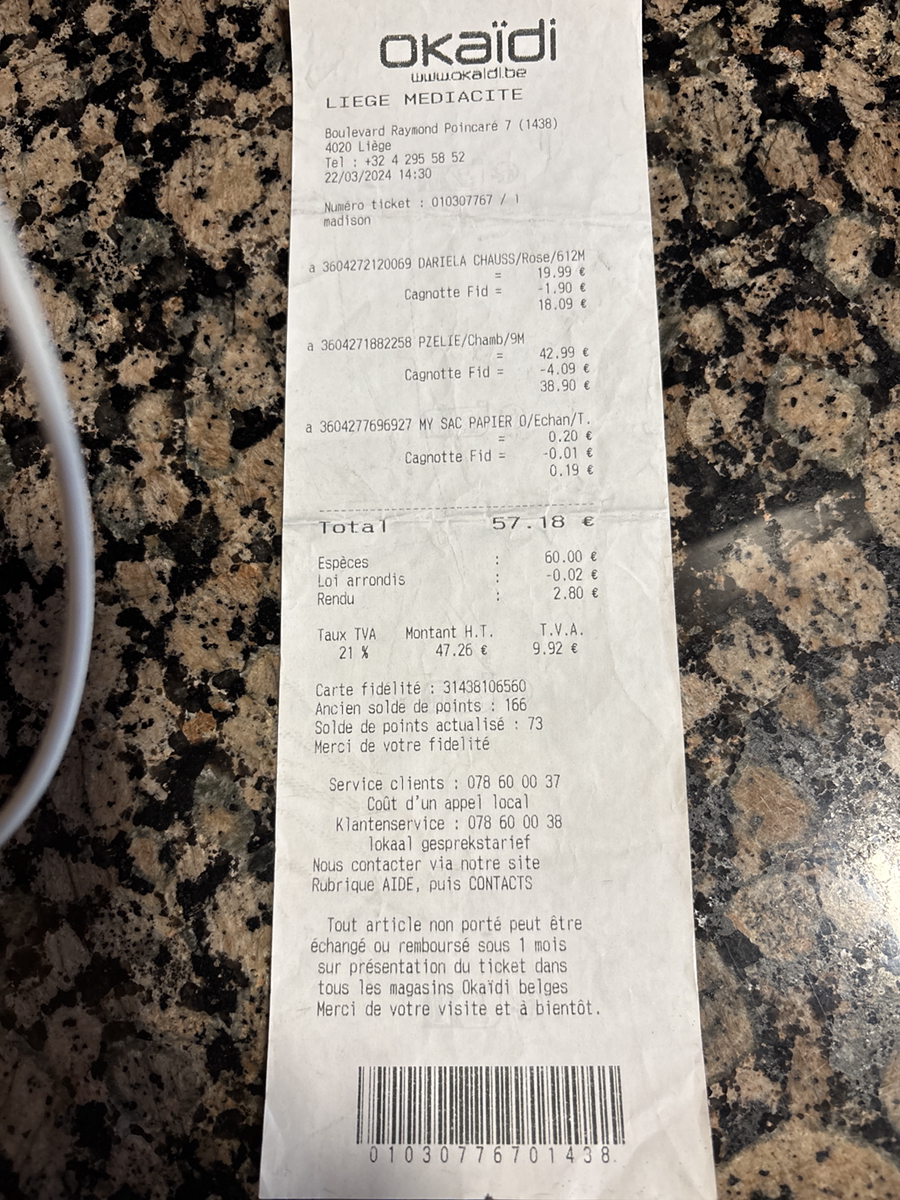 okaïdi
www.okaidi.be
LIEGE MEDIACITE
Boulevard Raymond Poincaré 7 (1438)
4020 Liège
Tel : +32 4 295 58 52
22/03/2024 14:30
Numéro ticket : 010307767 / 1
madison
a 3604272120069 DARIELA CHAUSS/Rose/612M
= 19.99 €
Cagnotte Fid = -1.90 €
18.09 €
a 3604271882258 PZELIE/Chamb/9M
= 42.99 €
Cagnotte Fid = -4.09 €
38.90 €
a 3604277696927 MY SAC PAPIER O/Echan/T.
= 0.20 €
Cagnotte Fid = -0.01 €
0.19 €
Total 57.18 €
Espèces : 60.00 €
Loi arrondis : -0.02 €
Rendu : 2.80 €
Taux TVA Montant H.T. T.V.A.
21 % 47.26 € 9.92 €
Carte fidélité : 31438106560
Ancien solde de points : 166
Solde de points actualisé : 73
Merci de votre fidelité
Service clients : 078 60 00 37
Coût d'un appel local
Klantenservice : 078 60 00 38
lokaal gesprekstarief
Nous contacter via notre site
Rubrique AIDE, puis CONTACTS
Tout article non porté peut être
échangé ou remboursé sous 1 mois
sur présentation du ticket dans
tous les magasins Okaïdi belges
Merci de votre visite et à bientôt.
01030776701438